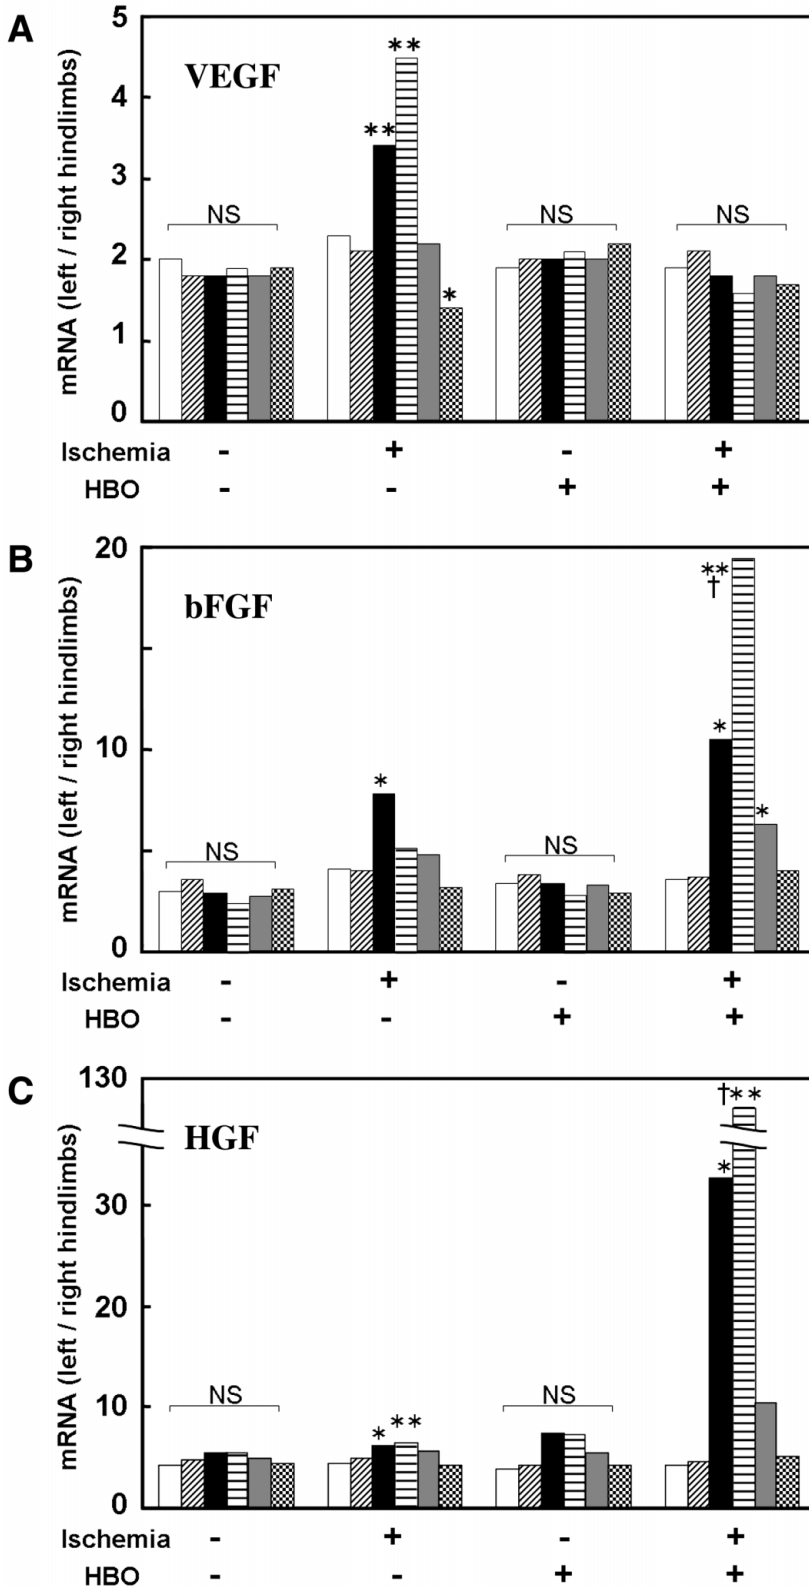 A
VEGF
mRNA (left / right hindlimbs)
5
4
3
2
1
0
**
**
*
NS
NS
NS
Ischemia - + - +
HBO - - + +
B
bFGF
mRNA (left / right hindlimbs)
20
10
0
**
†
*
*
*
NS
NS
Ischemia - + - +
HBO - - + +
C
HGF
mRNA (left / right hindlimbs)
130
30
20
10
0
†**
*
* **
NS
NS
Ischemia - + - +
HBO - - + +